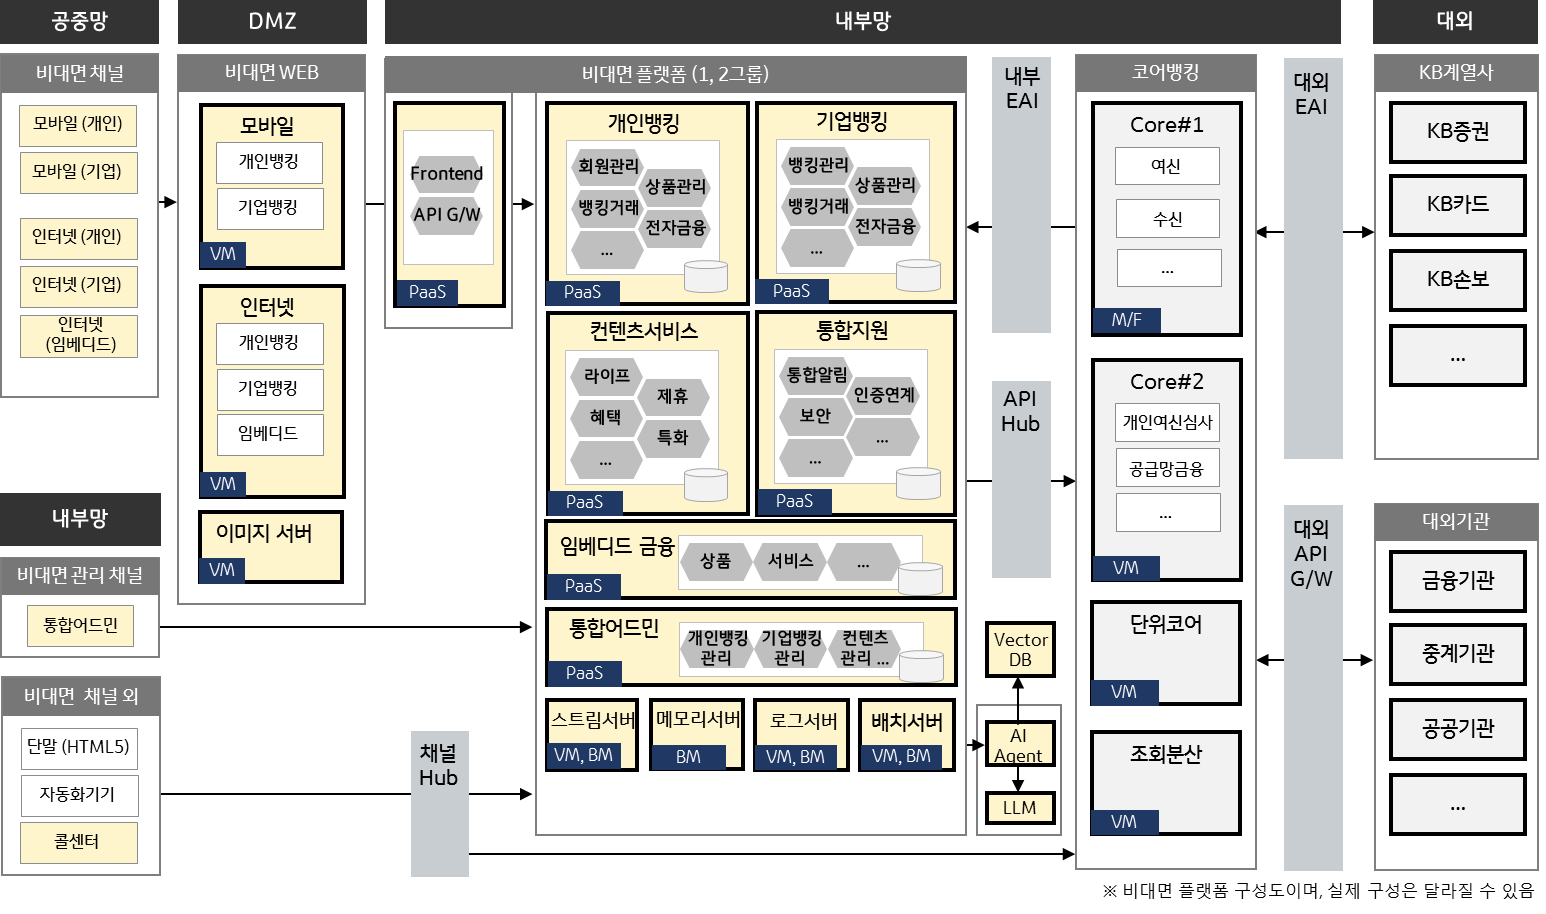 공중망
비대면 채널
모바일 (개인)
모바일 (기업)
인터넷 (개인)
인터넷 (기업)
인터넷
(임베디드)
내부망
비대면 관리 채널
통합어드민
비대면 채널 외
단말 (HTML5)
자동화기기
콜센터
DMZ
비대면 WEB
모바일
개인뱅킹
기업뱅킹
VM
인터넷
개인뱅킹
기업뱅킹
임베디드
VM
이미지 서버
VM
채널
Hub
내부망
비대면 플랫폼 (1, 2그룹)
Frontend
API G/W
PaaS
개인뱅킹
회원관리
상품관리
뱅킹거래
전자금융
...
PaaS
기업뱅킹
뱅킹관리
상품관리
뱅킹거래
전자금융
...
PaaS
컨텐츠서비스
라이프
제휴
혜택
특화
...
PaaS
통합지원
통합알림
인증연계
보안
...
...
PaaS
임베디드 금융
상품
서비스
...
PaaS
통합어드민
개인뱅킹
관리
기업뱅킹
관리
컨텐츠
관리 ...
PaaS
스트림서버
VM, BM
메모리서버
BM
로그서버
VM, BM
배치서버
VM, BM
내부
EAI
API
Hub
Vector
DB
AI
Agent
LLM
코어뱅킹
Core#1
여신
수신
...
M/F
Core#2
개인여신심사
공급망금융
...
VM
단위코어
VM
조회분산
VM
대외
EAI
대외
API
G/W
대외
KB계열사
KB증권
KB카드
KB손보
...
대외기관
금융기관
중계기관
공공기관
...
※ 비대면 플랫폼 구성도이며, 실제 구성은 달라질 수 있음